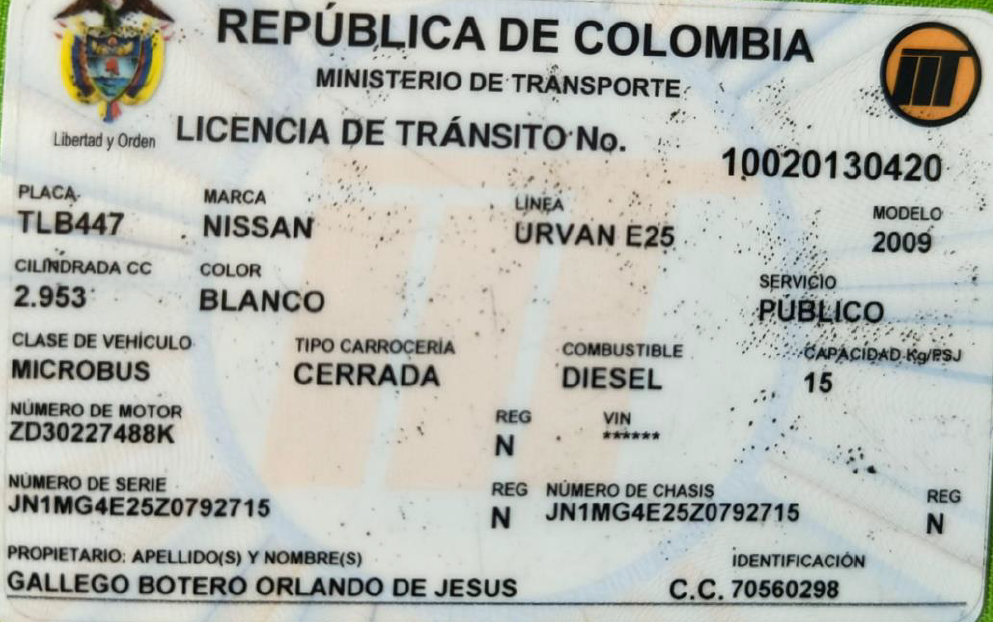 REPÚBLICA DE COLOMBIA
MINISTERIO DE TRANSPORTE
Libertad y Orden
LICENCIA DE TRÁNSITO No.
10020130420
PLACA MARCA LÍNEA MODELO
TLB447 NISSAN URVAN E25 2009
CILINDRADA CC COLOR SERVICIO
2.953 BLANCO PÚBLICO
CLASE DE VEHÍCULO TIPO CARROCERÍA COMBUSTIBLE CAPACIDAD Kg/PSJ
MICROBUS CERRADA DIESEL 15
NÚMERO DE MOTOR REG VIN
ZD30227488K N ******
NÚMERO DE SERIE REG NÚMERO DE CHASIS REG
JN1MG4E25Z0792715 N JN1MG4E25Z0792715 N
PROPIETARIO: APELLIDO(S) Y NOMBRE(S) IDENTIFICACIÓN
GALLEGO BOTERO ORLANDO DE JESUS C.C. 70560298